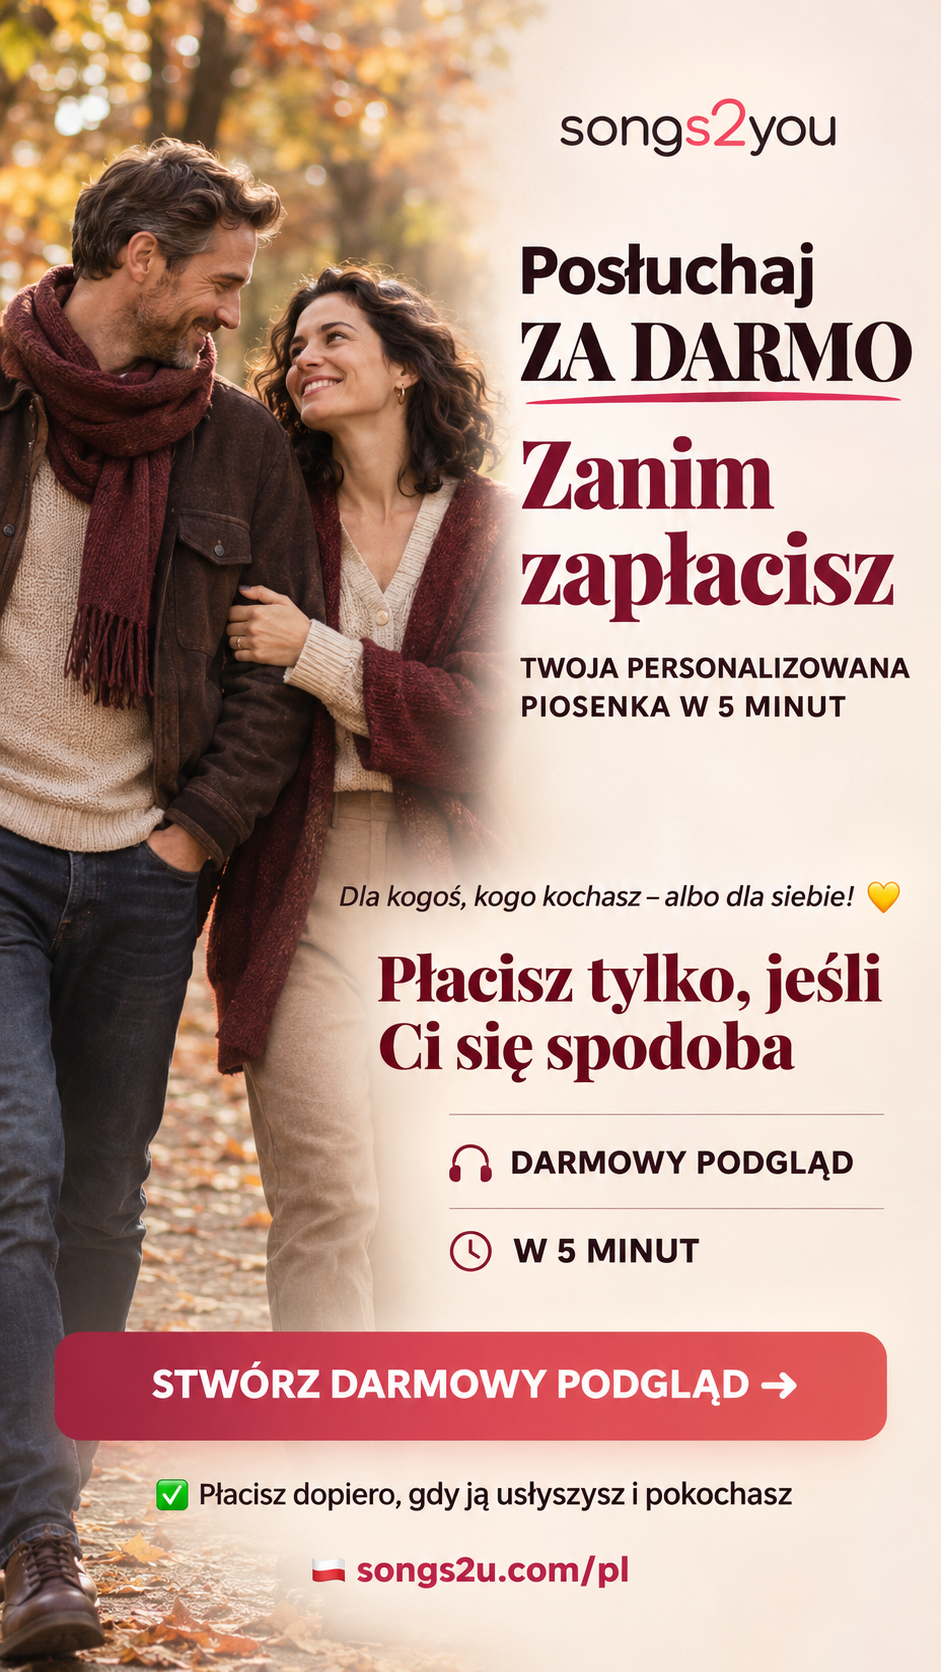 songs2you
Posłuchaj
ZA DARMO
Zanim
zapłacisz
TWOJA PERSONALIZOWANA
PIOSENKA W 5 MINUT
Dla kogoś, kogo kochasz – albo dla siebie! 💛
Płacisz tylko, jeśli
Ci się spodoba
DARMOWY PODGLĄD
W 5 MINUT
STWÓRZ DARMOWY PODGLĄD →
✅ Płacisz dopiero, gdy ją usłyszysz i pokochasz
🇵🇱 songs2u.com/pl